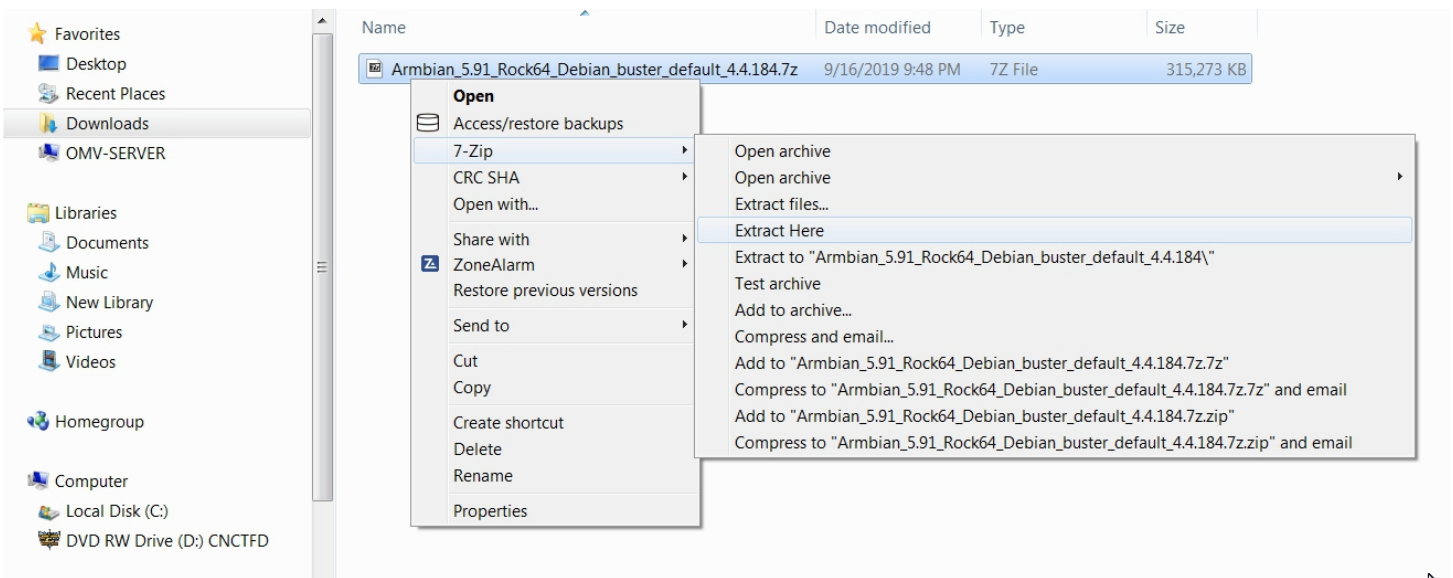 Favorites
Desktop
Recent Places
Downloads
OMV-SERVER
Libraries
Documents
Music
New Library
Pictures
Videos
Homegroup
Computer
Local Disk (C:)
DVD RW Drive (D:) CNCTFD
Name Date modified Type Size
Armbian_5.91_Rock64_Debian_buster_default_4.4.184.7z 9/16/2019 9:48 PM 7Z File 315,273 KB
Open
Access/restore backups
7-Zip
CRC SHA
Open with...
Share with
ZoneAlarm
Restore previous versions
Send to
Cut
Copy
Create shortcut
Delete
Rename
Properties
Open archive
Open archive
Extract files...
Extract Here
Extract to "Armbian_5.91_Rock64_Debian_buster_default_4.4.184\"
Test archive
Add to archive...
Compress and email...
Add to "Armbian_5.91_Rock64_Debian_buster_default_4.4.184.7z.7z"
Compress to "Armbian_5.91_Rock64_Debian_buster_default_4.4.184.7z.7z" and email
Add to "Armbian_5.91_Rock64_Debian_buster_default_4.4.184.7z.zip"
Compress to "Armbian_5.91_Rock64_Debian_buster_default_4.4.184.7z.zip" and email